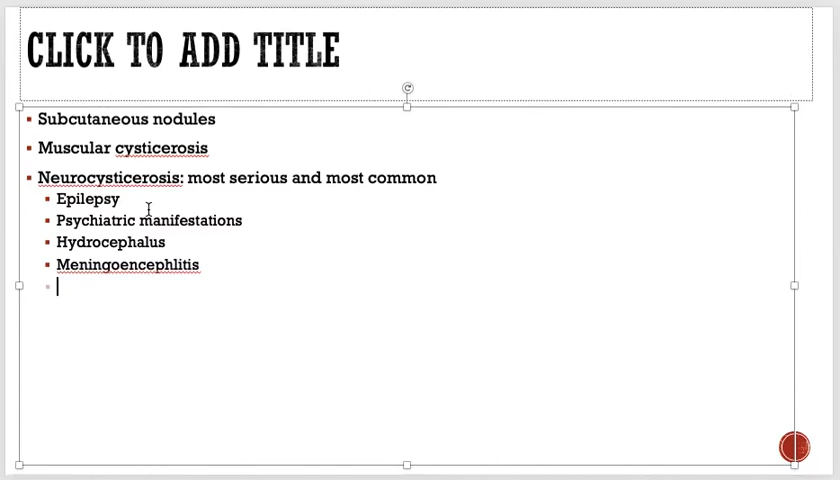 CLICK TO ADD TITLE
Subcutaneous nodules
Muscular cysticerosis
Neurocysticerosis: most serious and most common
Epilepsy
Psychiatric manifestations
Hydrocephalus
Meningoencephlitis